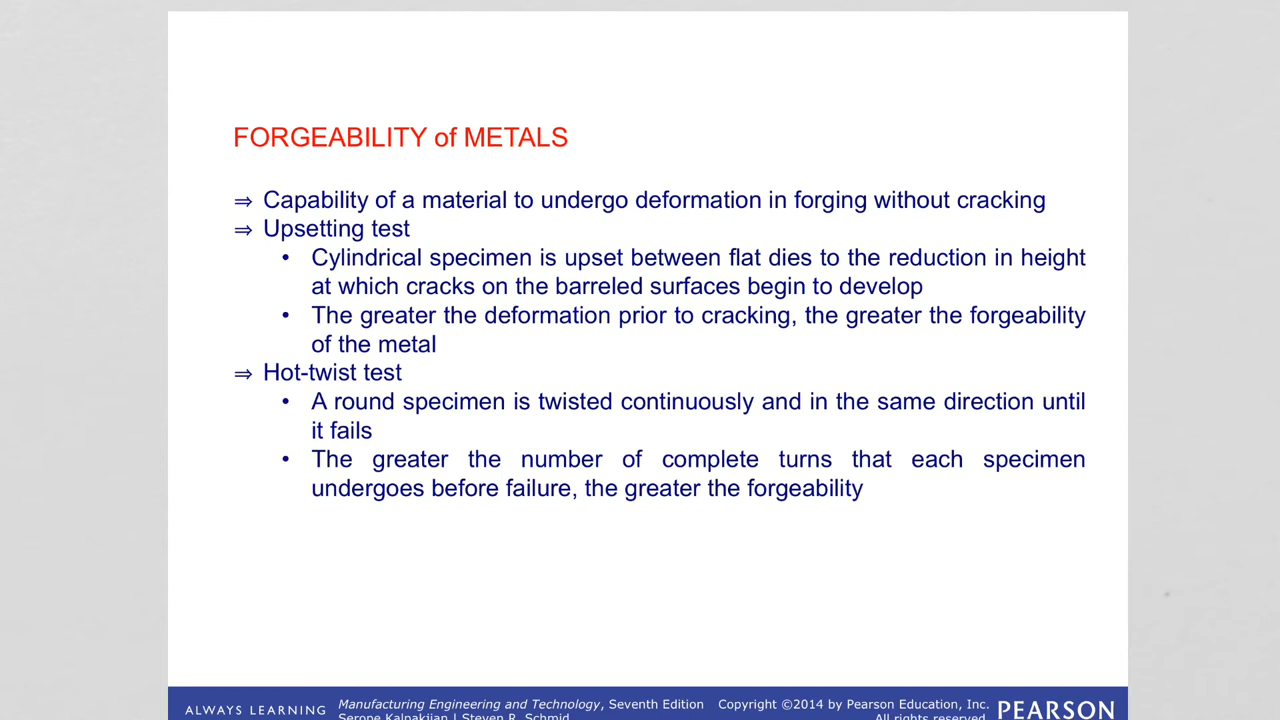 FORGEABILITY of METALS
⇒ Capability of a material to undergo deformation in forging without cracking
⇒ Upsetting test
• Cylindrical specimen is upset between flat dies to the reduction in height
at which cracks on the barreled surfaces begin to develop
• The greater the deformation prior to cracking, the greater the forgeability
of the metal
⇒ Hot-twist test
• A round specimen is twisted continuously and in the same direction until
it fails
• The greater the number of complete turns that each specimen
undergoes before failure, the greater the forgeability
ALWAYS LEARNING
Manufacturing Engineering and Technology, Seventh Edition
Serope Kalpakjian | Steven R. Schmid
Copyright ©2014 by Pearson Education, Inc.
All rights reserved.
PEARSON